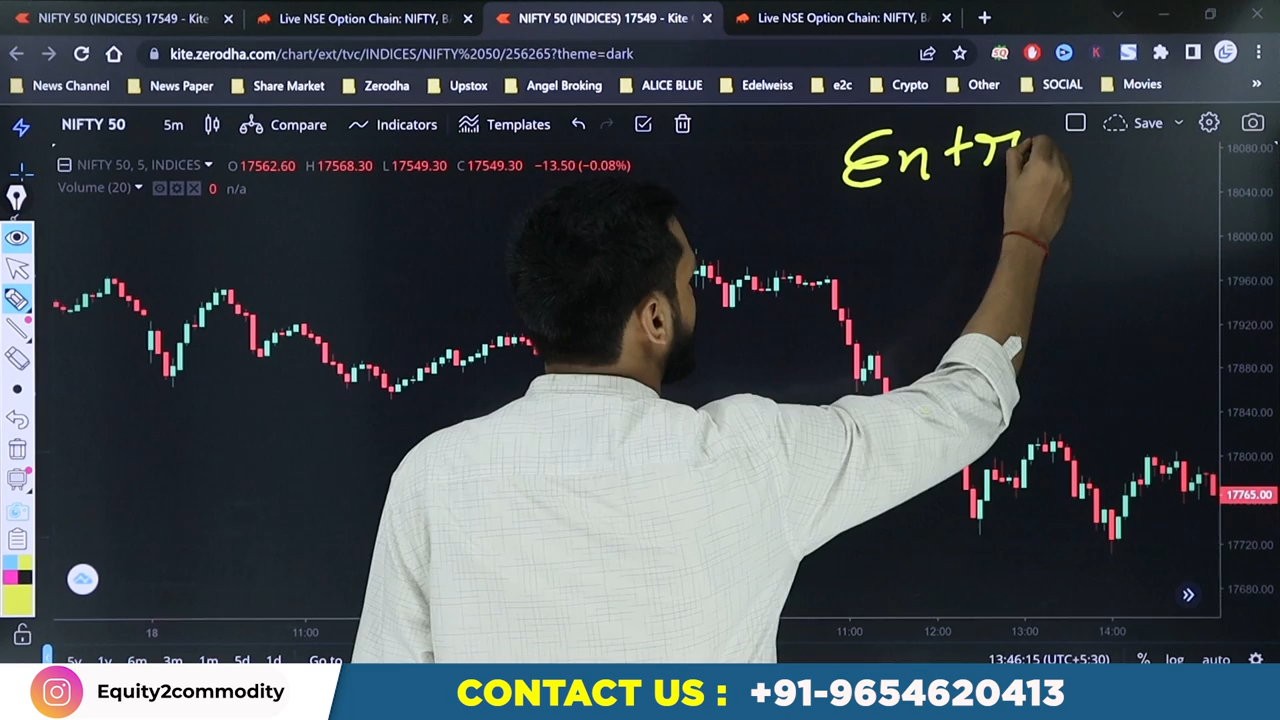 NIFTY 50 (INDICES) 17549 - Kite
Live NSE Option Chain: NIFTY, B
NIFTY 50 (INDICES) 17549 - Kite
Live NSE Option Chain: NIFTY, B
kite.zerodha.com/chart/ext/tvc/INDICES/NIFTY%2050/256265?theme=dark
News Channel News Paper Share Market Zerodha Upstox Angel Broking ALICE BLUE Edelweiss e2c Crypto Other SOCIAL Movies »
NIFTY 50 5m Compare Indicators Templates Save
NIFTY 50, 5, INDICES O17562.60 H17568.30 L17549.30 C17549.30 −13.50 (−0.08%)
Volume (20) 0 n/a
Entr
18080.00
18040.00
18000.00
17960.00
17920.00
17880.00
17840.00
17800.00
17765.00
17720.00
17680.00
18 11:00 11:00 12:00 13:00 14:00
5y 1y 6m 3m 1m 5d 1d Go to 13:46:15 (UTC+5:30) % log auto
Equity2commodity
CONTACT US : +91-9654620413